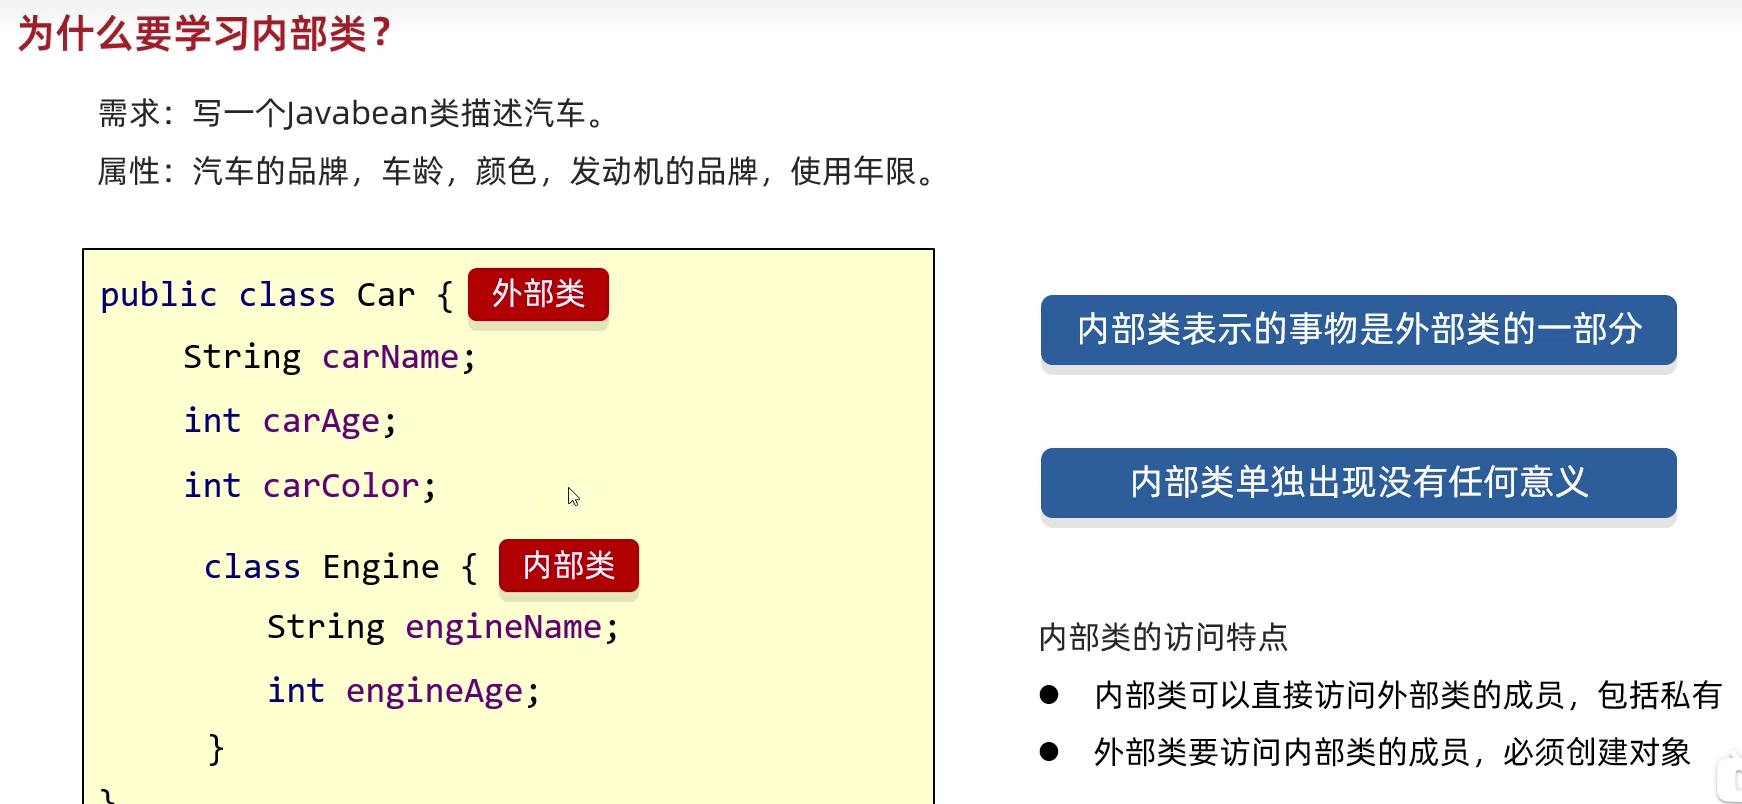 为什么要学习内部类？
需求：写一个Javabean类描述汽车。
属性：汽车的品牌，车龄，颜色，发动机的品牌，使用年限。
public class Car { 外部类
String carName;
int carAge;
int carColor;
class Engine { 内部类
String engineName;
int engineAge;
}
}
内部类表示的事物是外部类的一部分
内部类单独出现没有任何意义
内部类的访问特点
● 内部类可以直接访问外部类的成员，包括私有
● 外部类要访问内部类的成员，必须创建对象